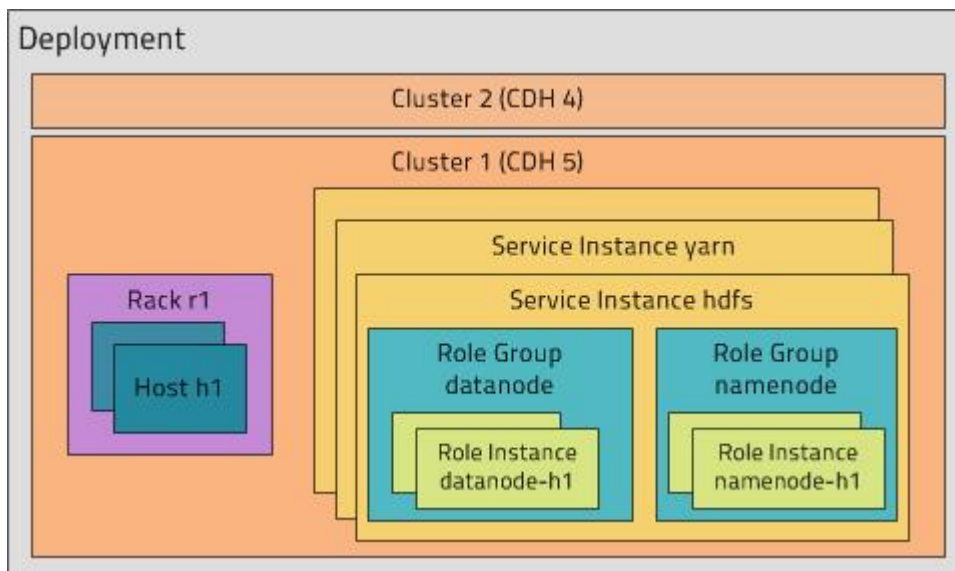 Deployment
Cluster 2 (CDH 4)
Cluster 1 (CDH 5)
Service Instance yarn
Rack r1
Service Instance hdfs
Host h1
Role Group
datanode
Role Group
namenode
Role Instance
datanode-h1
Role Instance
namenode-h1